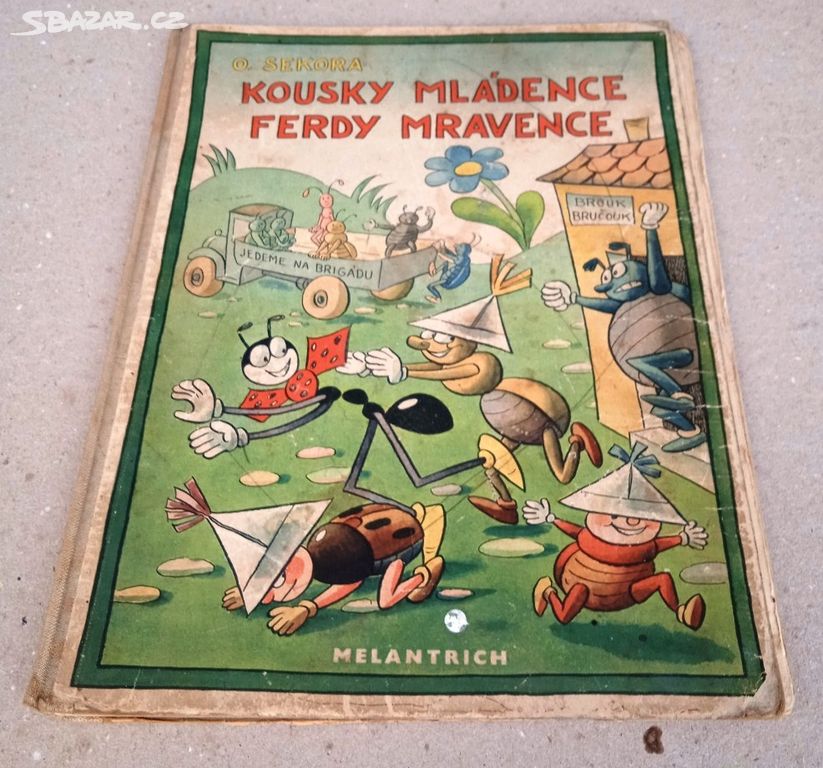 SBAZAR.CZ
O. SEKORA
KOUSKY MLÁDENCE
FERDY MRAVENCE
BROUK
BRUČOUK
JEDEME NA BRIGÁDU
MELANTRICH